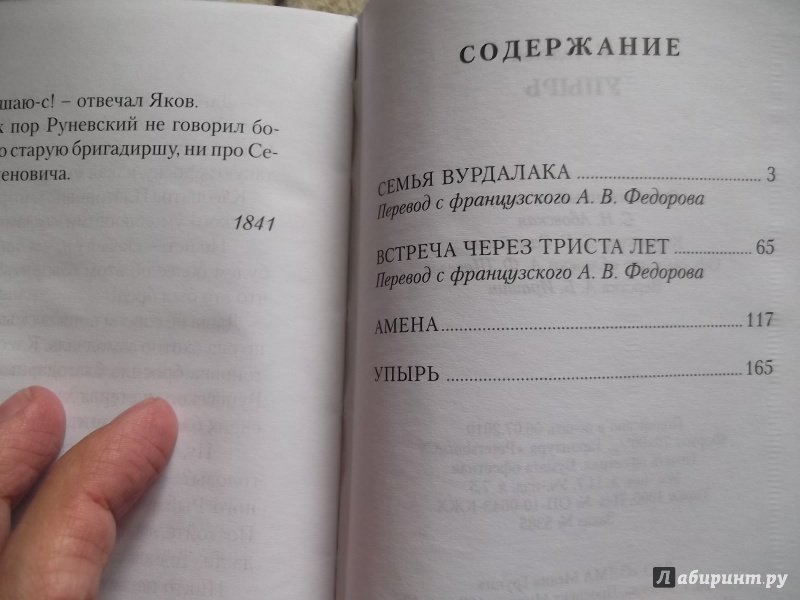 шаю-с! – отвечал Яков.
х пор Руневский не говорил бо-
о старую бригадиршу, ни про Се-
еновича.
1841
СОДЕРЖАНИЕ
СЕМЬЯ ВУРДАЛАКА 3
Перевод с французского А. В. Федорова
ВСТРЕЧА ЧЕРЕЗ ТРИСТА ЛЕТ 65
Перевод с французского А. В. Федорова
АМЕНА 117
УПЫРЬ 165
Лабиринт.ру